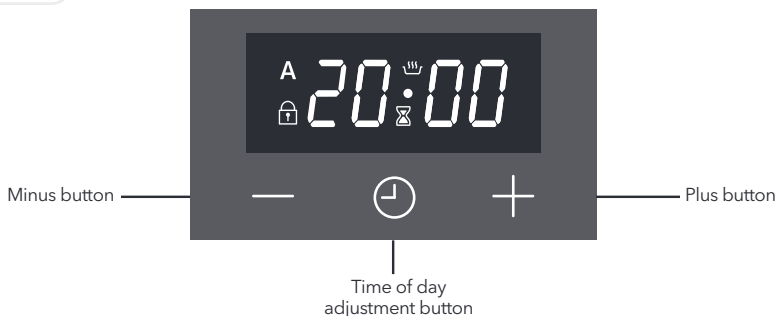 A 20:00
Minus button
Plus button
Time of day
adjustment button